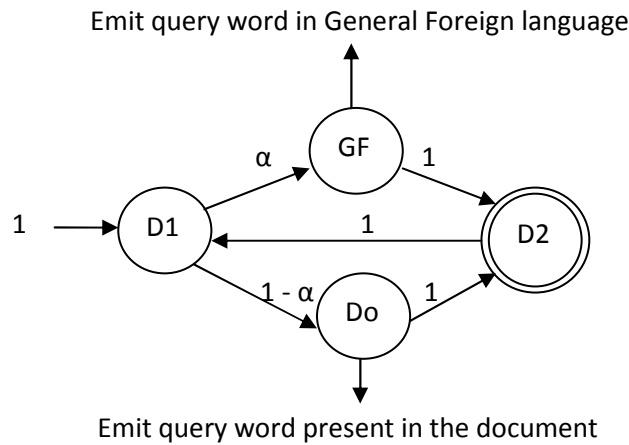 Emit query word in General Foreign language
GF
α
1
1
D1
1
D2
1 - α
1
Do
Emit query word present in the document